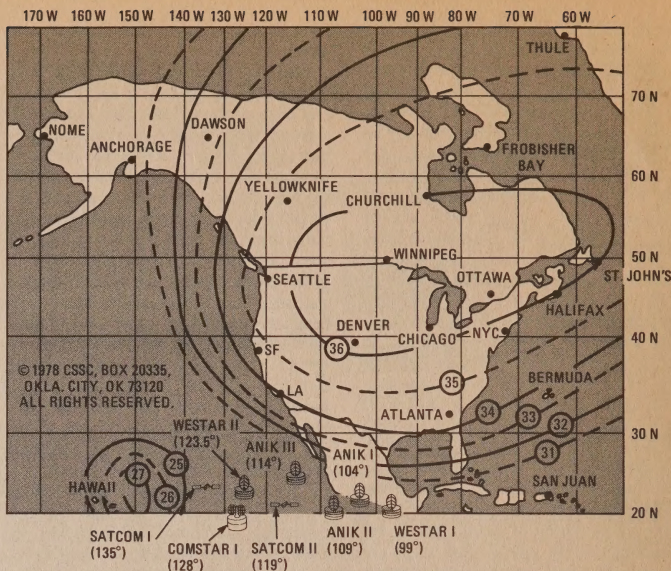 170 W 160 W 150 W 140 W 130 W 120 W 110 W 100 W 90 W 80 W 70 W 60 W
THULE
70 N
DAWSON
NOME
ANCHORAGE
FROBISHER
BAY
YELLOWKNIFE
CHURCHILL
60 N
WINNIPEG
50 N
SEATTLE
OTTAWA
ST. JOHN'S
HALIFAX
DENVER
CHICAGO
NYC
40 N
36
SF
© 1978 CSSC, BOX 20335,
OKLA. CITY, OK 73120
ALL RIGHTS RESERVED.
35
BERMUDA
LA
ATLANTA
34
33
32
31
30 N
WESTAR II
(123.5°)
ANIK III
(114°)
ANIK I
(104°)
25
27
26
HAWAII
SAN JUAN
20 N
SATCOM I
(135°)
COMSTAR I
(128°)
SATCOM II
(119°)
ANIK II
(109°)
WESTAR I
(99°)